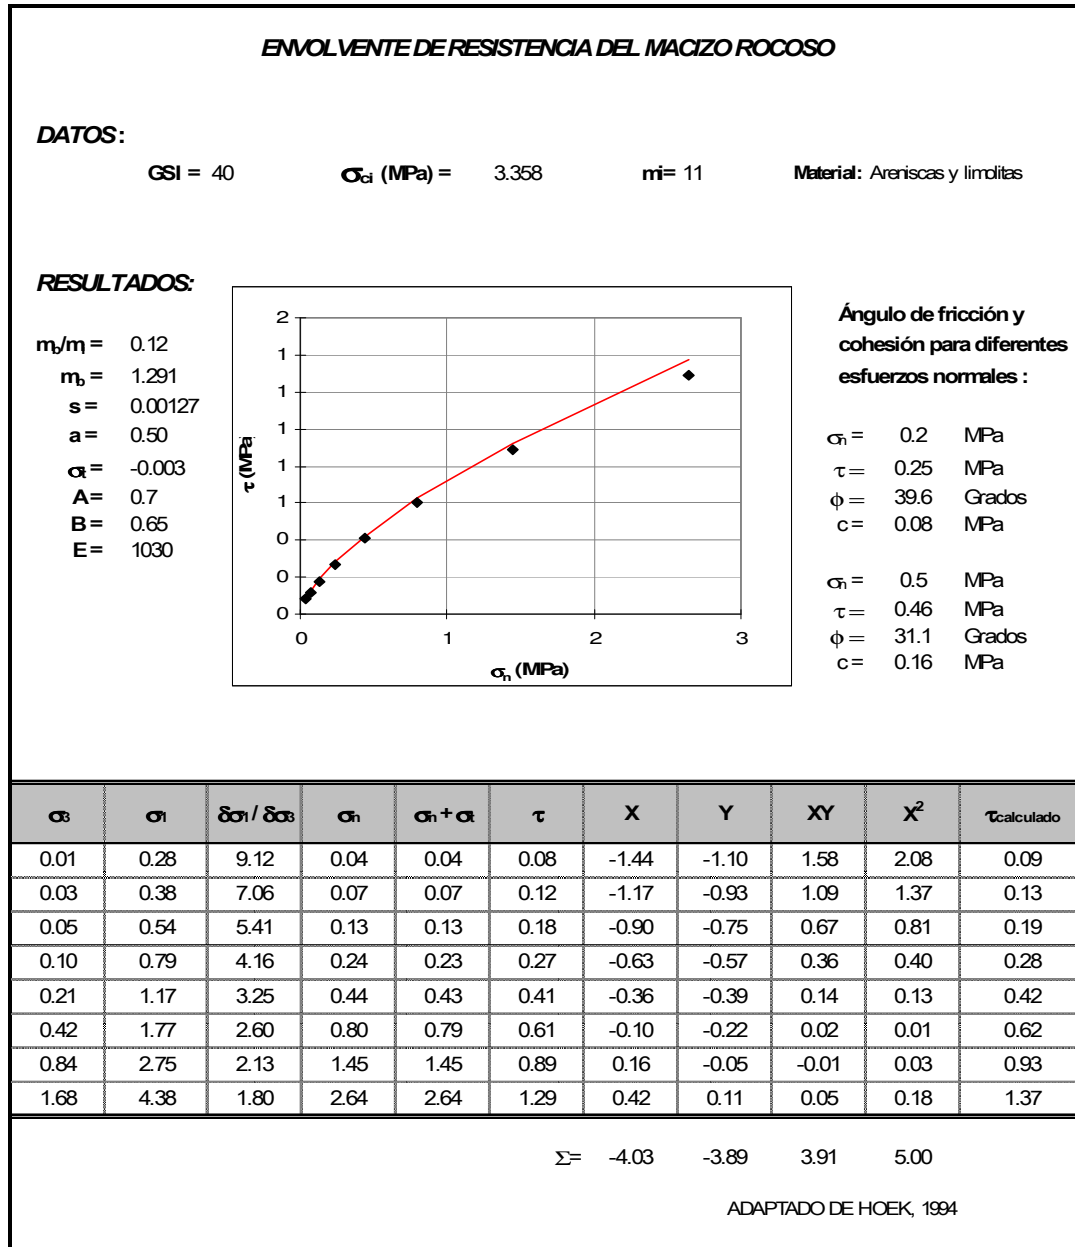 ENVOLVENTE DE RESISTENCIA DEL MACIZO ROCOSO
DATOS:
GSI = 40 σci (MPa) = 3.358 mi= 11 Material: Areniscas y limolitas
RESULTADOS:
mb/mi = 0.12
mb = 1.291
s = 0.00127
a = 0.50
σt = -0.003
A = 0.7
B = 0.65
E = 1030
τ (MPa)
2
1
1
1
1
1
0
0
0
0 1 2 3
σn (MPa)
Ángulo de fricción y
cohesión para diferentes
esfuerzos normales :
σn = 0.2 MPa
τ = 0.25 MPa
ϕ = 39.6 Grados
c = 0.08 MPa
σn = 0.5 MPa
τ = 0.46 MPa
ϕ = 31.1 Grados
c = 0.16 MPa
σ3 σ1 δσ1 / δσ3 σn σn + σt τ X Y XY X² τcalculado
0.01 0.28 9.12 0.04 0.04 0.08 -1.44 -1.10 1.58 2.08 0.09
0.03 0.38 7.06 0.07 0.07 0.12 -1.17 -0.93 1.09 1.37 0.13
0.05 0.54 5.41 0.13 0.13 0.18 -0.90 -0.75 0.67 0.81 0.19
0.10 0.79 4.16 0.24 0.23 0.27 -0.63 -0.57 0.36 0.40 0.28
0.21 1.17 3.25 0.44 0.43 0.41 -0.36 -0.39 0.14 0.13 0.42
0.42 1.77 2.60 0.80 0.79 0.61 -0.10 -0.22 0.02 0.01 0.62
0.84 2.75 2.13 1.45 1.45 0.89 0.16 -0.05 -0.01 0.03 0.93
1.68 4.38 1.80 2.64 2.64 1.29 0.42 0.11 0.05 0.18 1.37
Σ= -4.03 -3.89 3.91 5.00
ADAPTADO DE HOEK, 1994